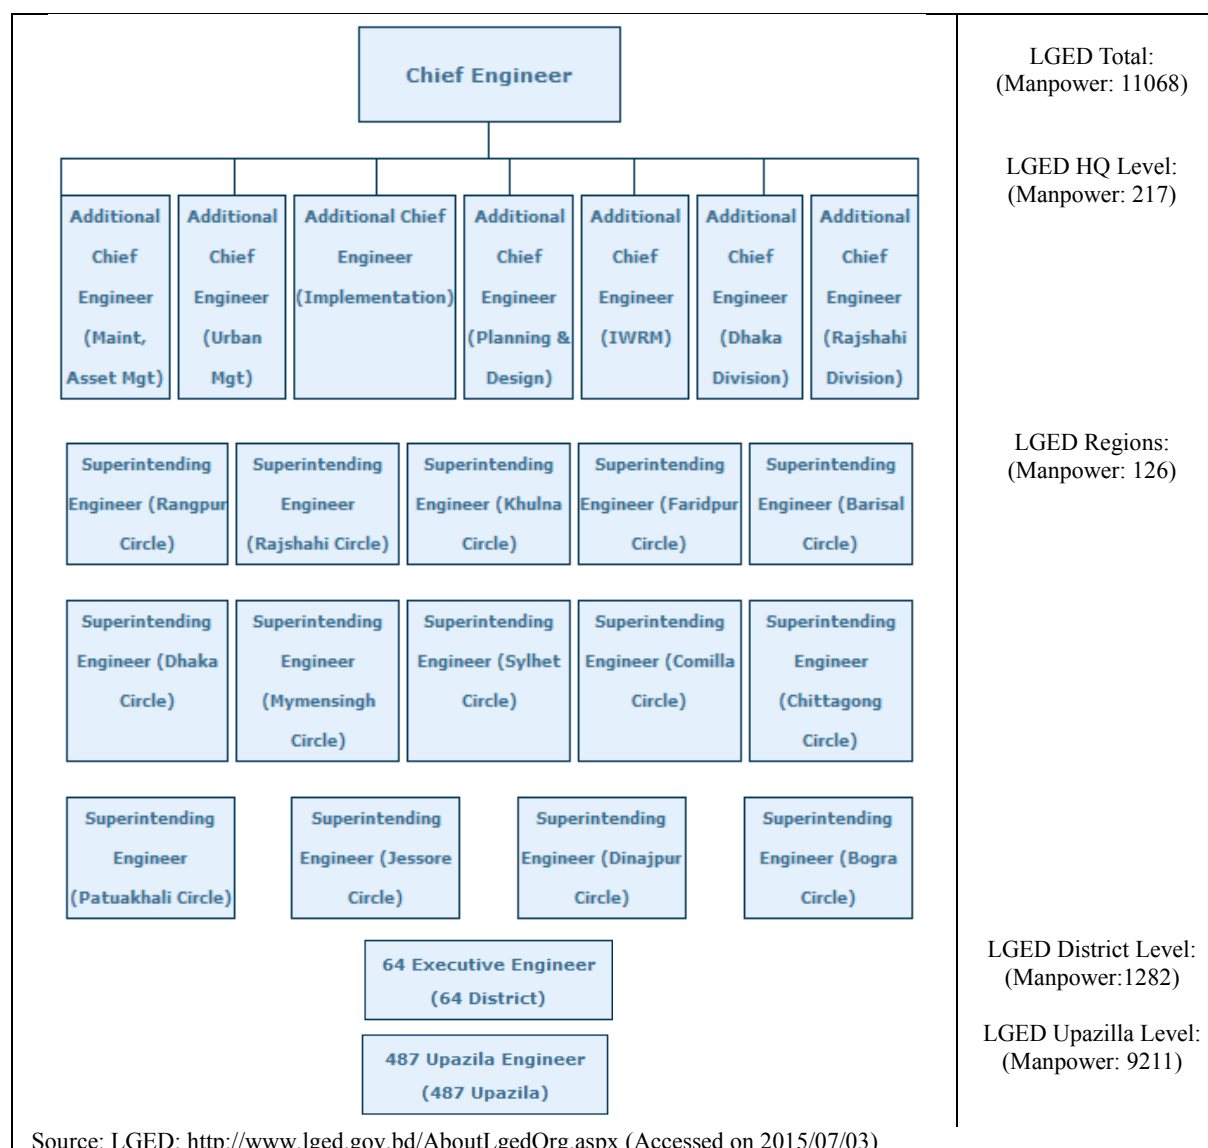 Chief Engineer
LGED Total:
(Manpower: 11068)
LGED HQ Level:
(Manpower: 217)
Additional
Chief
Engineer
(Maint,
Asset Mgt)
Additional
Chief
Engineer
(Urban
Mgt)
Additional Chief
Engineer
(Implementation)
Additional
Chief
Engineer
(Planning &
Design)
Additional
Chief
Engineer
(IWRM)
Additional
Chief
Engineer
(Dhaka
Division)
Additional
Chief
Engineer
(Rajshahi
Division)
LGED Regions:
(Manpower: 126)
Superintending
Engineer (Rangpur
Circle)
Superintending
Engineer
(Rajshahi Circle)
Superintending
Engineer (Khulna
Circle)
Superintending
Engineer (Faridpur
Circle)
Superintending
Engineer (Barisal
Circle)
Superintending
Engineer (Dhaka
Circle)
Superintending
Engineer
(Mymensingh
Circle)
Superintending
Engineer (Sylhet
Circle)
Superintending
Engineer (Comilla
Circle)
Superintending
Engineer
(Chittagong
Circle)
Superintending
Engineer
(Patuakhali Circle)
Superintending
Engineer (Jessore
Circle)
Superintending
Engineer (Dinajpur
Circle)
Superintending
Engineer (Bogra
Circle)
64 Executive Engineer
(64 District)
LGED District Level:
(Manpower:1282)
487 Upazila Engineer
(487 Upazila)
LGED Upazilla Level:
(Manpower: 9211)
Source: LGED: http://www.lged.gov.bd/AboutLgedOrg.aspx (Accessed on 2015/07/03)